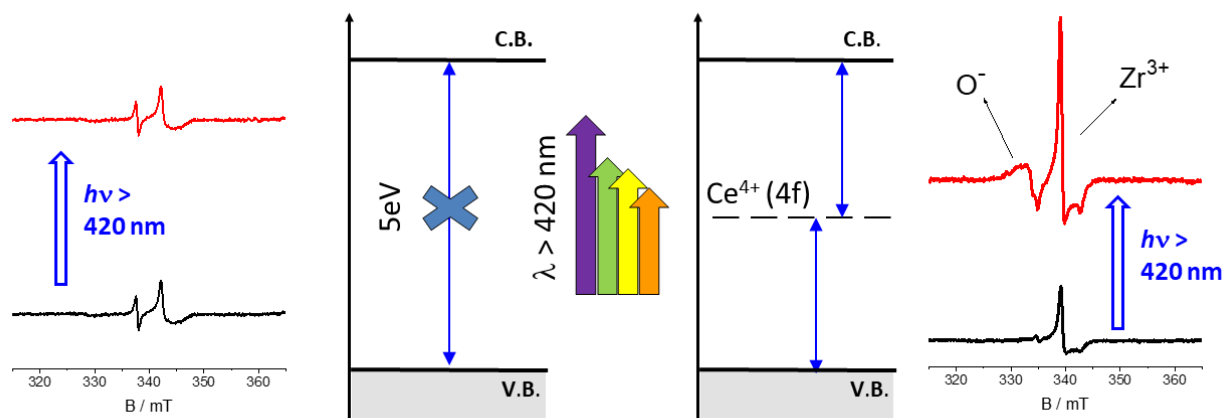 hν >
420 nm
320 330 340 350 360
B / mT
C.B.
5eV
V.B.
λ > 420 nm
C.B.
Ce⁴⁺ (4f)
V.B.
O⁻
Zr³⁺
hν >
420 nm
320 330 340 350 360
B / mT